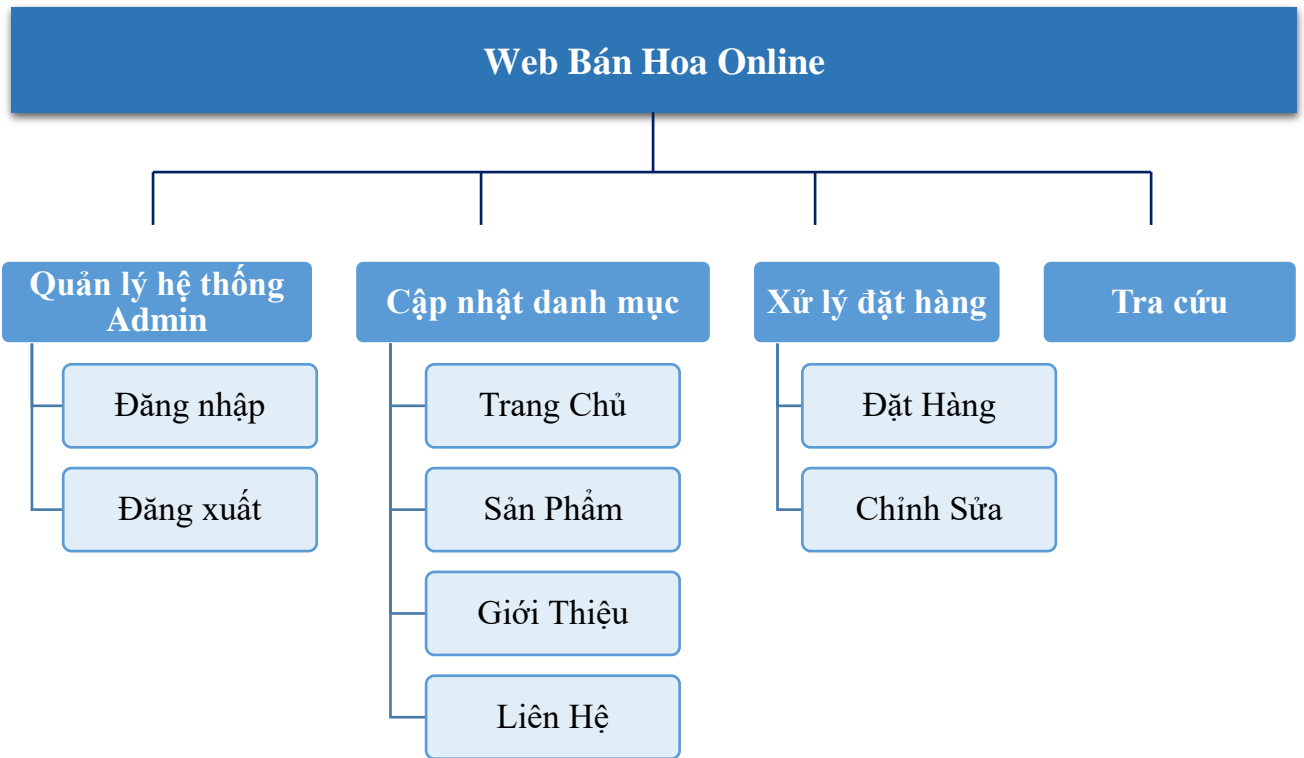 Web Bán Hoa Online
Quản lý hệ thống
Admin
Đăng nhập
Đăng xuất
Cập nhật danh mục
Trang Chủ
Sản Phẩm
Giới Thiệu
Liên Hệ
Xử lý đặt hàng
Đặt Hàng
Chỉnh Sửa
Tra cứu